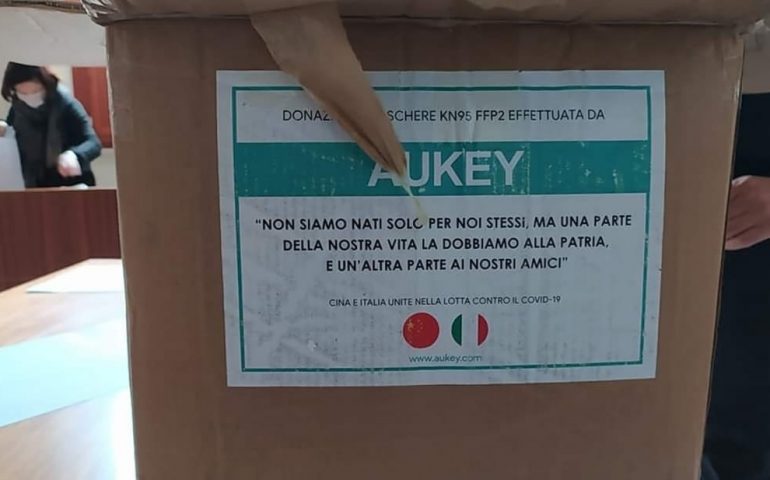 DONAZ SCHERE KN95 FFP2 EFFETTUATA DA
AUKEY
“NON SIAMO NATI SOLO PER NOI STESSI, MA UNA PARTE
DELLA NOSTRA VITA LA DOBBIAMO ALLA PATRIA,
E UN'ALTRA PARTE AI NOSTRI AMICI”
CINA E ITALIA UNITE NELLA LOTTA CONTRO IL COVID-19
www.aukey.com